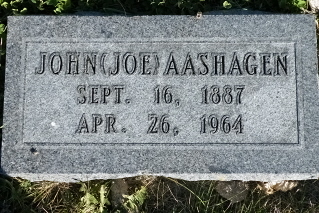 JOHN (JOE) AASHAGEN
SEPT. 16, 1887
APR. 26, 1964